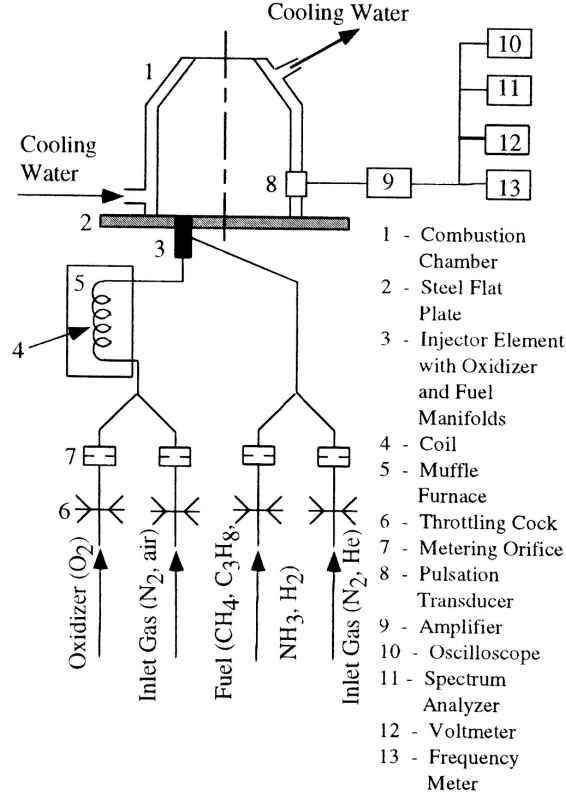 Cooling Water
1
10
11
12
13
Cooling
Water
8
9
2
3
5
4
7
6
Oxidizer (O2)
Inlet Gas (N2, air)
Fuel (CH4, C3H8,
NH3, H2)
Inlet Gas (N2, He)
1 - Combustion
Chamber
2 - Steel Flat
Plate
3 - Injector Element
with Oxidizer
and Fuel
Manifolds
4 - Coil
5 - Muffle
Furnace
6 - Throttling Cock
7 - Metering Orifice
8 - Pulsation
Transducer
9 - Amplifier
10 - Oscilloscope
11 - Spectrum
Analyzer
12 - Voltmeter
13 - Frequency
Meter